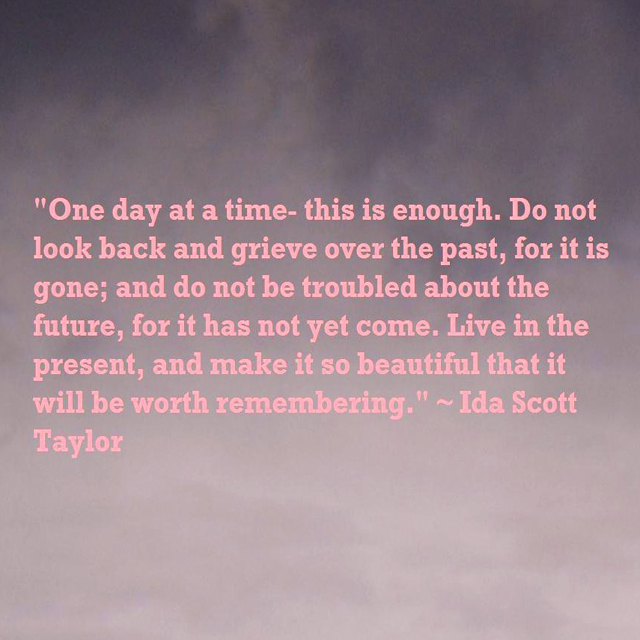 "One day at a time- this is enough. Do not
look back and grieve over the past, for it is
gone; and do not be troubled about the
future, for it has not yet come. Live in the
present, and make it so beautiful that it
will be worth remembering." ~ Ida Scott
Taylor